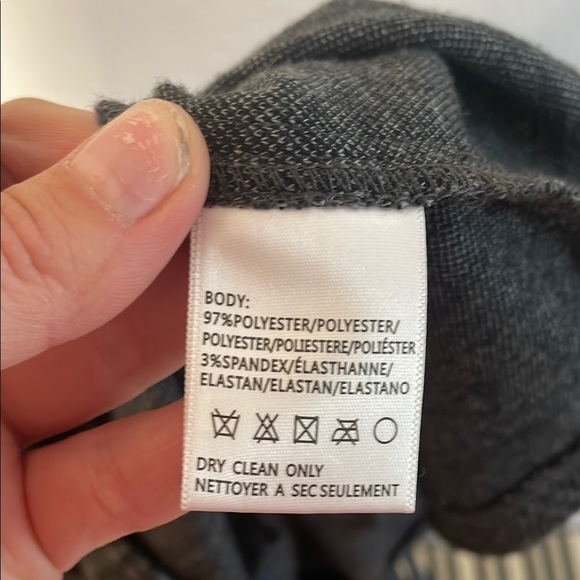 BODY:
97%POLYESTER/POLYESTER/
POLYESTER/POLIESTERE/POLIÉSTER
3%SPANDEX/ÉLASTHANNE/
ELASTAN/ELASTAN/ELASTANO
DRY CLEAN ONLY
NETTOYER A SEC SEULEMENT